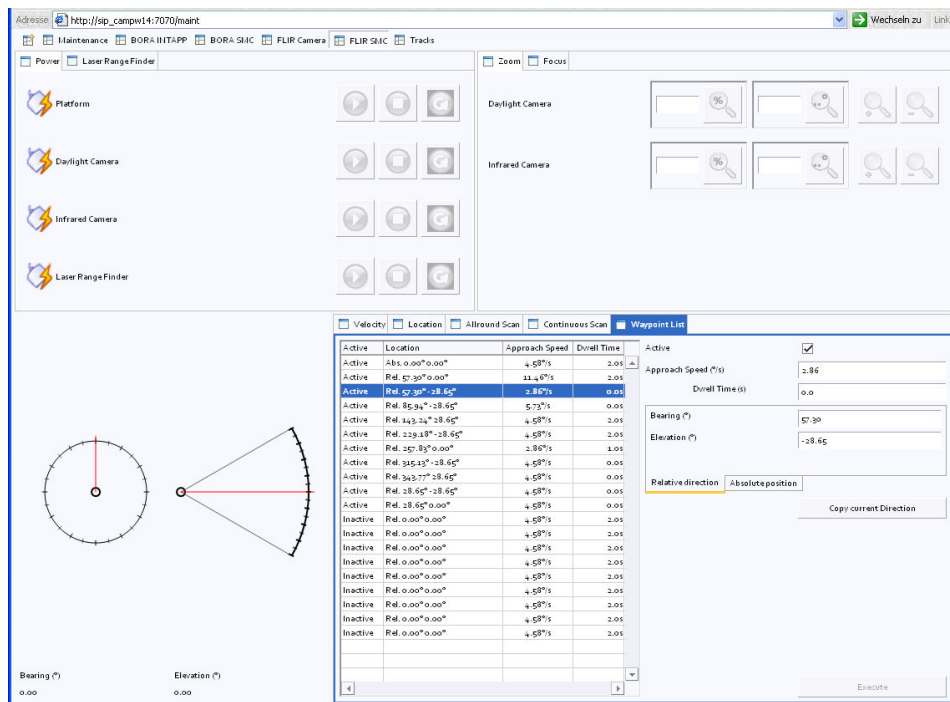 Adresse http://sip_campw14:7070/maint Wechseln zu Link
Maintenance BORA INTAPP BORA SMC FLIR Camera FLIR SMC Tracks
Power Laser Range Finder
Platform
Daylight Camera
Infrared Camera
Laser Range Finder
Zoom Focus
Daylight Camera % 
Infrared Camera % 
Velocity Location Allround Scan Continuous Scan Waypoint List
Active Location Approach Speed Dwell Time
Active Abs. 0.00° 0.00° 4.58°/s 2.0s
Active Rel. 57.30° 0.00° 11.46°/s 2.0s
Active Rel. 57.30° -28.65° 2.86°/s 0.0s
Active Rel. 85.94° -28.65° 5.73°/s 0.0s
Active Rel. 143.24° 28.65° 4.58°/s 2.0s
Active Rel. 229.18° -28.65° 4.58°/s 2.0s
Active Rel. 257.83° 0.00° 2.86°/s 1.0s
Active Rel. 315.13° -28.65° 4.58°/s 0.0s
Active Rel. 343.77° 28.65° 4.58°/s 2.0s
Active Rel. 28.65° -28.65° 4.58°/s 0.0s
Active Rel. 28.65° 0.00° 4.58°/s 0.0s
Inactive Rel. 0.00° 0.00° 4.58°/s 2.0s
Inactive Rel. 0.00° 0.00° 4.58°/s 2.0s
Inactive Rel. 0.00° 0.00° 4.58°/s 2.0s
Inactive Rel. 0.00° 0.00° 4.58°/s 2.0s
Inactive Rel. 0.00° 0.00° 4.58°/s 2.0s
Inactive Rel. 0.00° 0.00° 4.58°/s 2.0s
Inactive Rel. 0.00° 0.00° 4.58°/s 2.0s
Inactive Rel. 0.00° 0.00° 4.58°/s 2.0s
Inactive Rel. 0.00° 0.00° 4.58°/s 2.0s
Active
Approach Speed (°/s) 2.86
Dwell Time (s) 0.0
Bearing (°) 57.30
Elevation (°) -28.65
Relative direction Absolute position
Copy current Direction
Execute
Bearing (°) Elevation (°)
0.00 0.00